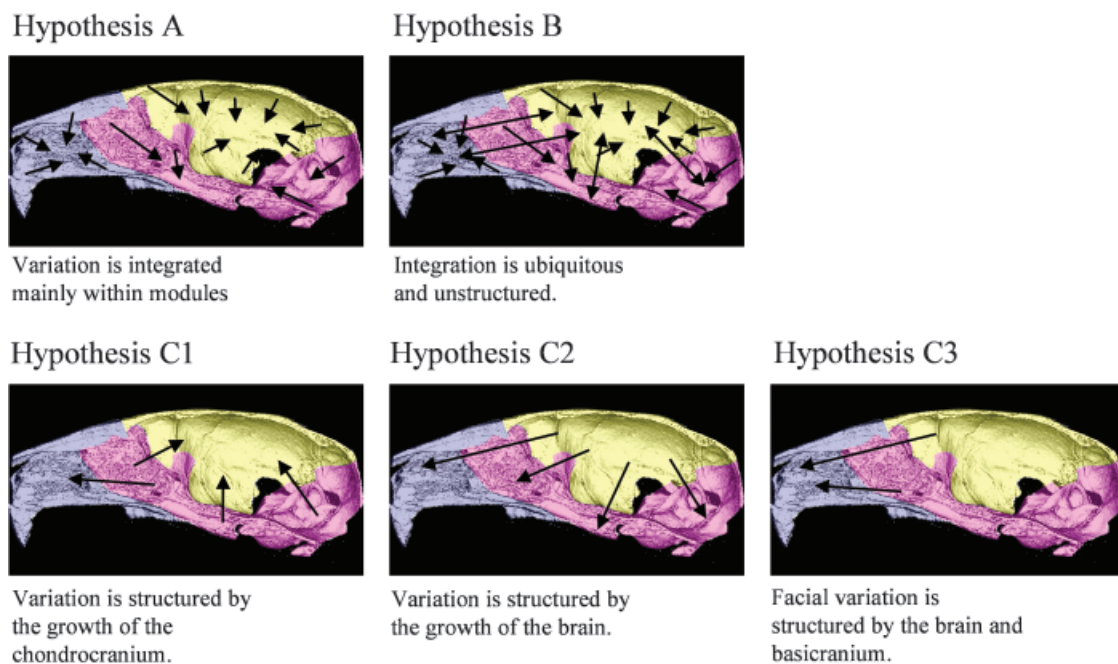 Hypothesis A
Hypothesis B
Variation is integrated
mainly within modules
Integration is ubiquitous
and unstructured.
Hypothesis C1
Hypothesis C2
Hypothesis C3
Variation is structured by
the growth of the
chondrocranium.
Variation is structured by
the growth of the brain.
Facial variation is
structured by the brain and
basicranium.